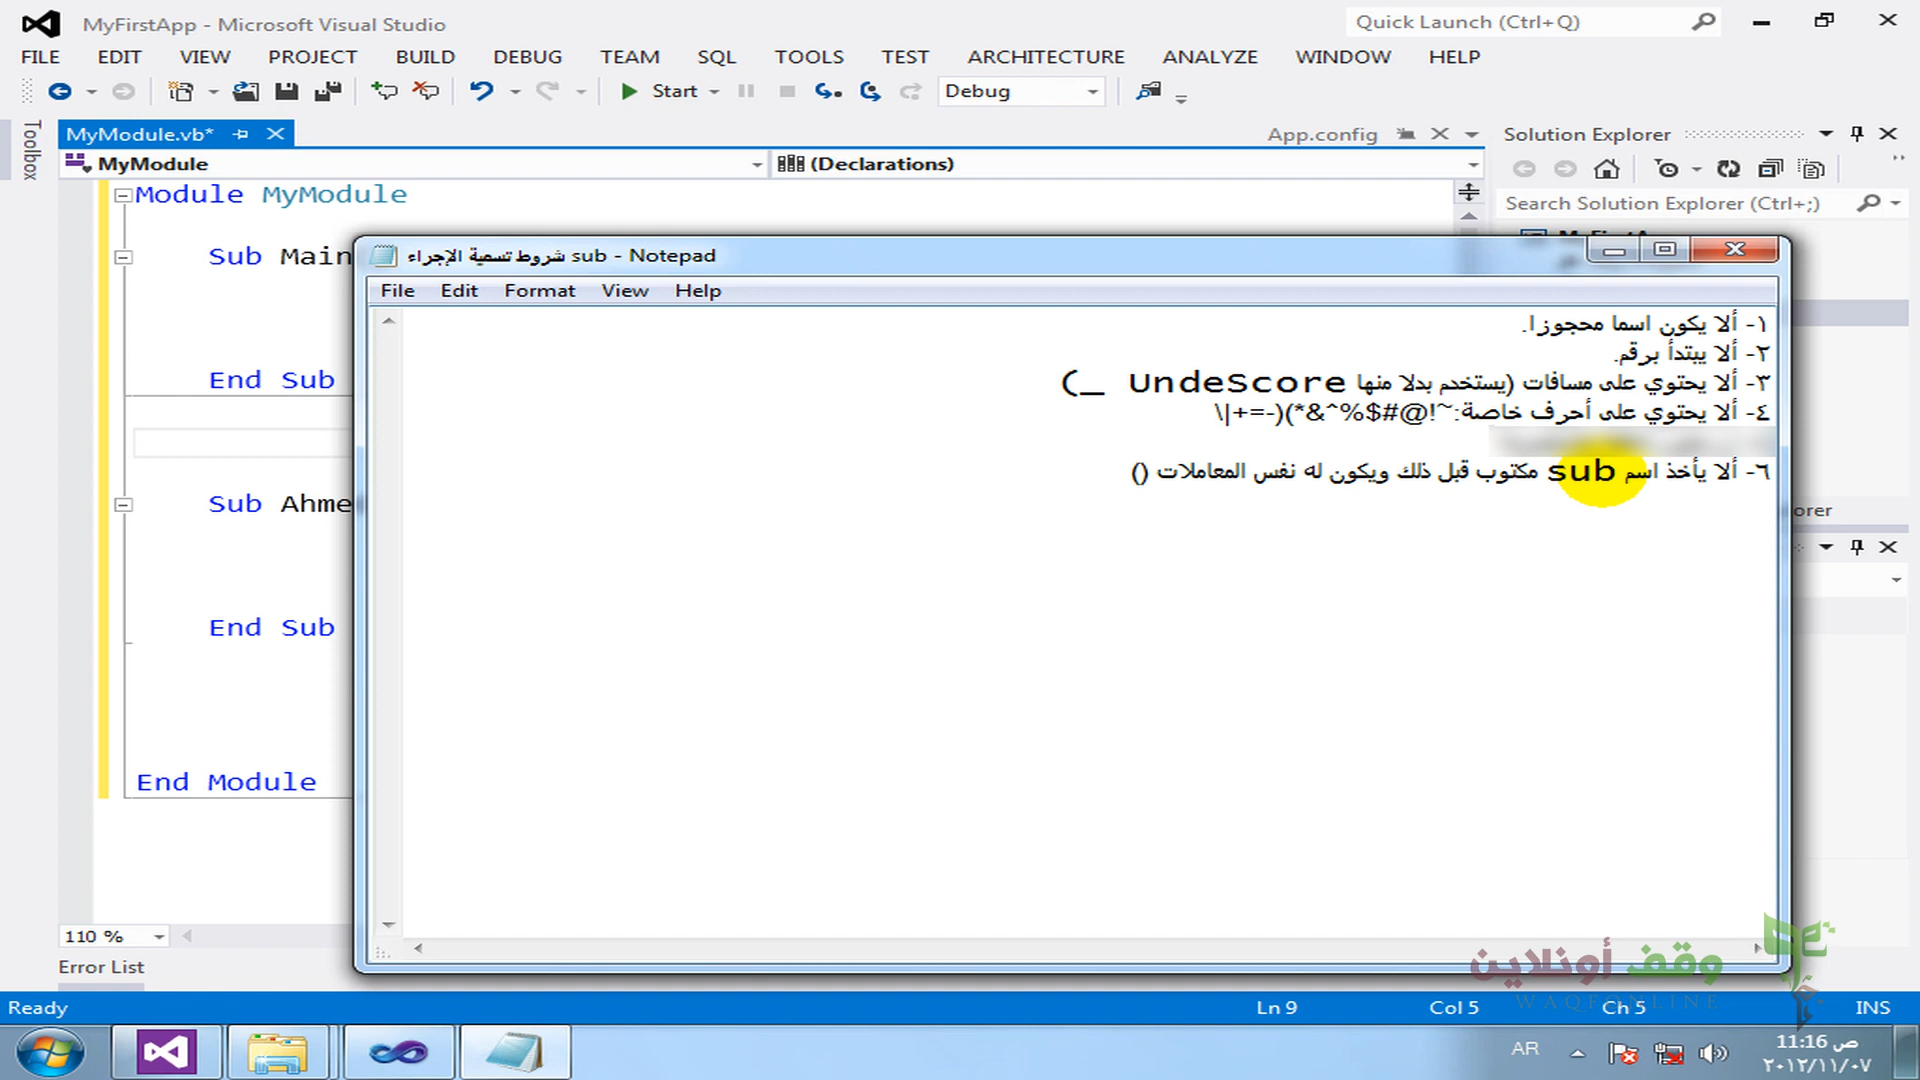 MyFirstApp - Microsoft Visual Studio
Quick Launch (Ctrl+Q)
FILE EDIT VIEW PROJECT BUILD DEBUG TEAM SQL TOOLS TEST ARCHITECTURE ANALYZE WINDOW HELP
Start Debug
Toolbox
MyModule.vb* App.config Solution Explorer
MyModule (Declarations)
Search Solution Explorer (Ctrl+;)
Module MyModule
Sub Main
End Sub
Sub Ahme
End Sub
End Module
شروط تسمية الإجراء sub - Notepad
File Edit Format View Help
١- ألا يكون اسما محجوزا.
٢- ألا يبتدأ برقم.
٣- ألا يحتوي على مسافات (يستخدم بدلا منها UndeScore _)
٤- ألا يحتوي على أحرف خاصة:~!@#$%^&*()-=+|\
٦- ألا يأخذ اسم sub مكتوب قبل ذلك ويكون له نفس المعاملات ()
orer
110 %
Error List
وقف أونلاين
WAQFONLINE
Ready Ln 9 Col 5 Ch 5 INS
AR 11:16 ص
٢٠١٢/١١/٠٧